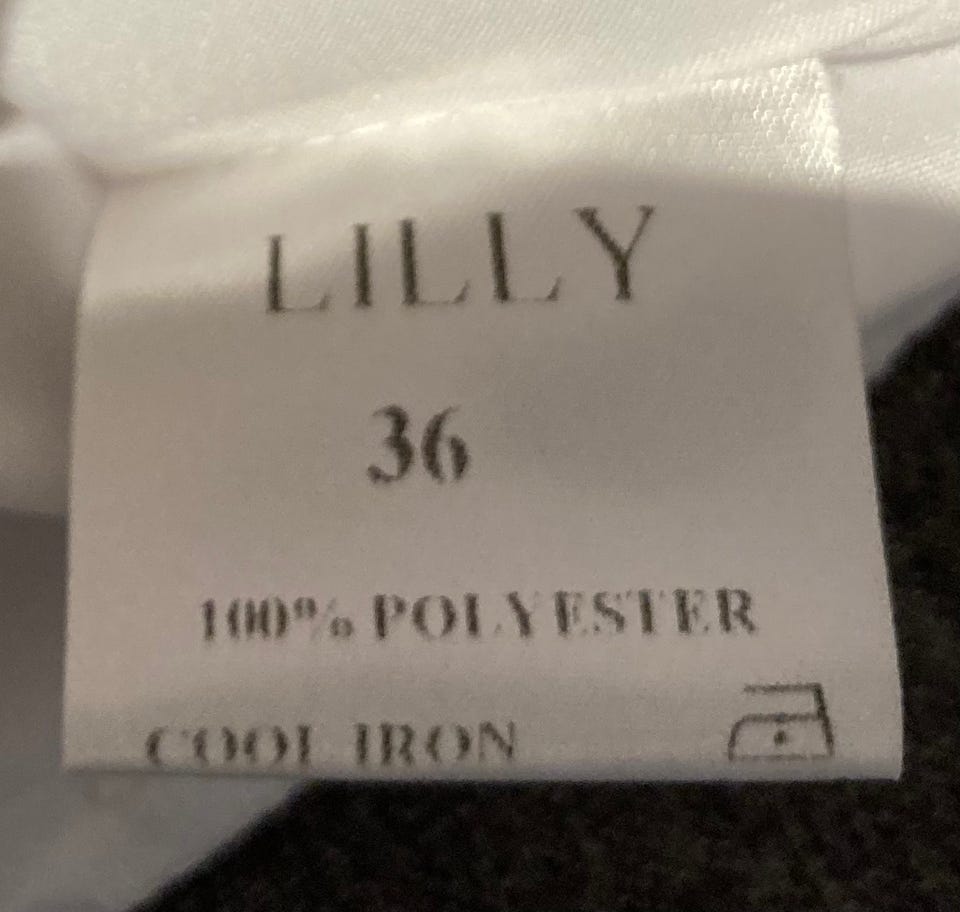 LILLY
36
100% POLYESTER
COOL IRON